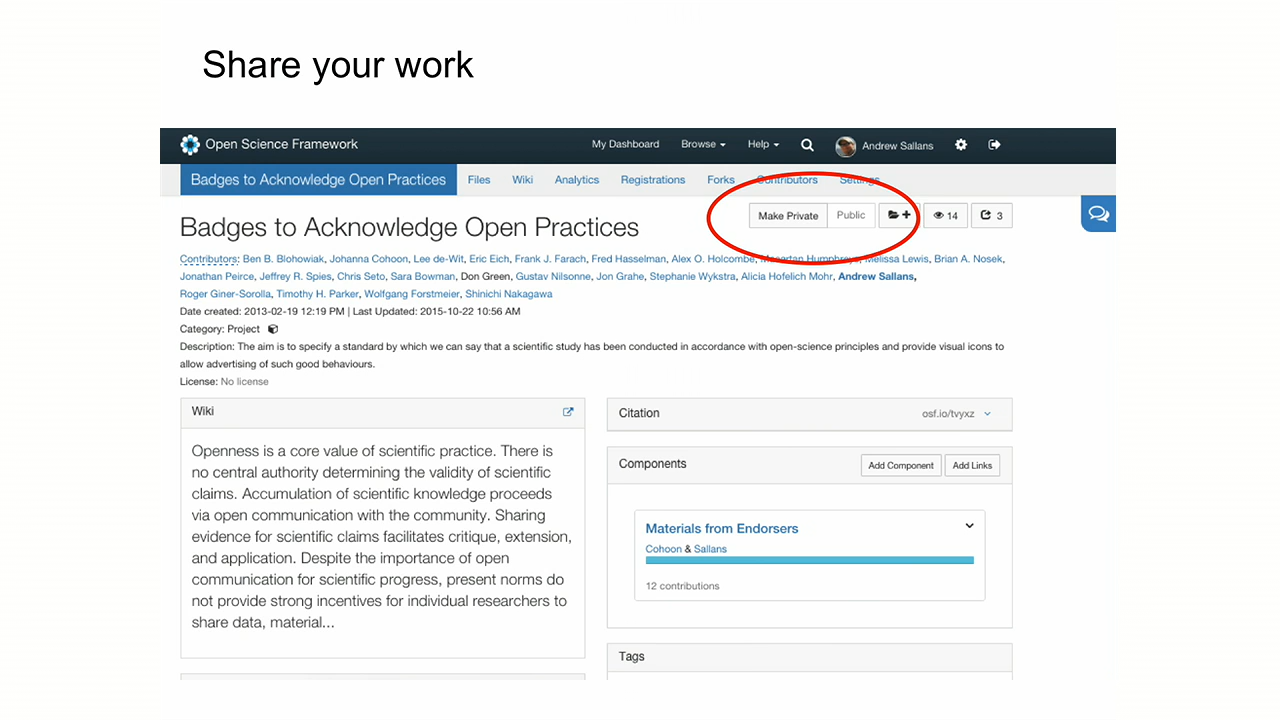 Share your work
Open Science Framework
My Dashboard Browse Help Andrew Sallans
Badges to Acknowledge Open Practices Files Wiki Analytics Registrations Forks Contributors Settings
Make Private Public 14 3
Badges to Acknowledge Open Practices
Contributors: Ben B. Blohowiak, Johanna Cohoon, Lee de-Wit, Eric Eich, Frank J. Farach, Fred Hasselman, Alex O. Holcombe, Macartan Humphreys, Melissa Lewis, Brian A. Nosek,
Jonathan Peirce, Jeffrey R. Spies, Chris Seto, Sara Bowman, Don Green, Gustav Nilsonne, Jon Grahe, Stephanie Wykstra, Alicia Hofelich Mohr, Andrew Sallans,
Roger Giner-Sorolla, Timothy H. Parker, Wolfgang Forstmeier, Shinichi Nakagawa
Date created: 2013-02-19 12:19 PM | Last Updated: 2015-10-22 10:56 AM
Category: Project
Description: The aim is to specify a standard by which we can say that a scientific study has been conducted in accordance with open-science principles and provide visual icons to
allow advertising of such good behaviours.
License: No license
Wiki
Openness is a core value of scientific practice. There is
no central authority determining the validity of scientific
claims. Accumulation of scientific knowledge proceeds
via open communication with the community. Sharing
evidence for scientific claims facilitates critique, extension,
and application. Despite the importance of open
communication for scientific progress, present norms do
not provide strong incentives for individual researchers to
share data, material...
Citation osf.io/tvyxz
Components Add Component Add Links
Materials from Endorsers
Cohoon & Sallans
12 contributions
Tags